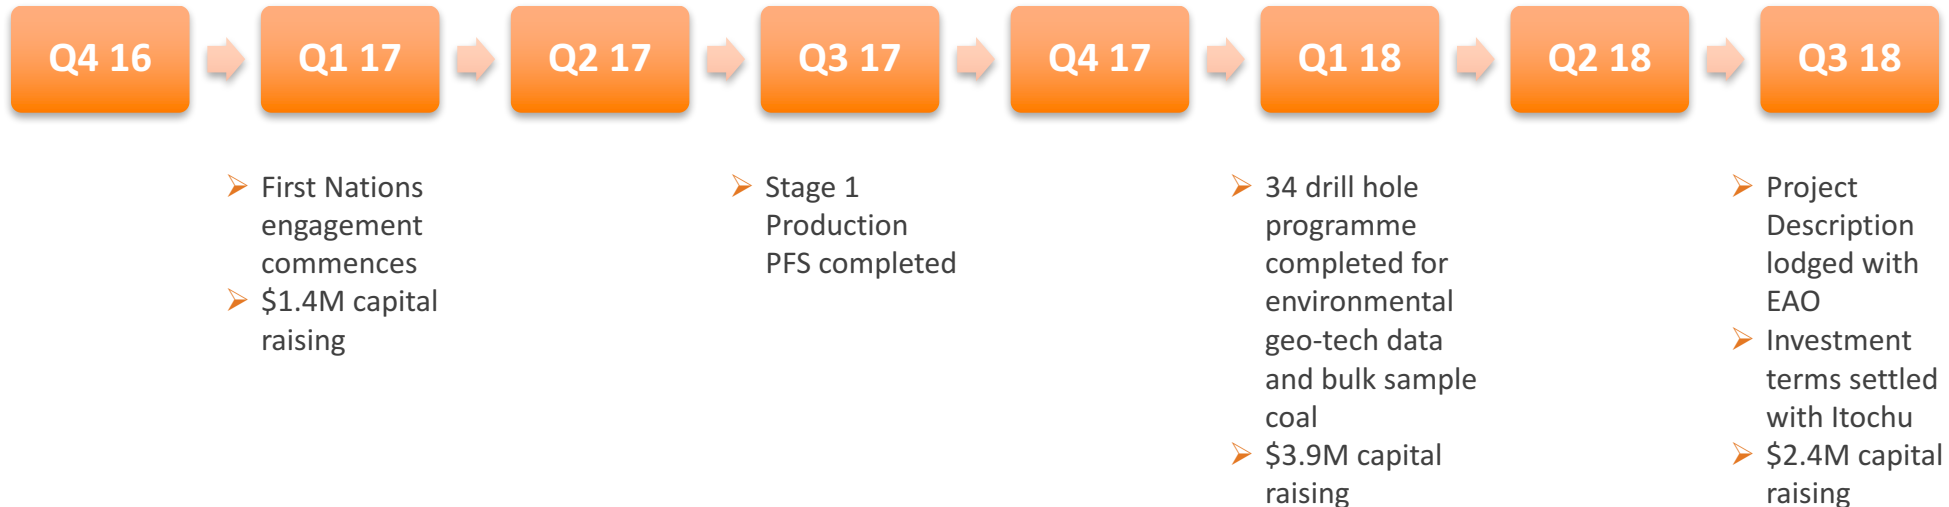 Q4 16
Q1 17
Q2 17
Q3 17
Q4 17
Q1 18
Q2 18
Q3 18
First Nations
engagement
commences
$1.4M capital
raising
Stage 1
Production
PFS completed
34 drill hole
programme
completed for
environmental
geo-tech data
and bulk sample
coal
$3.9M capital
raising
Project
Description
lodged with
EAO
Investment
terms settled
with Itochu
$2.4M capital
raising